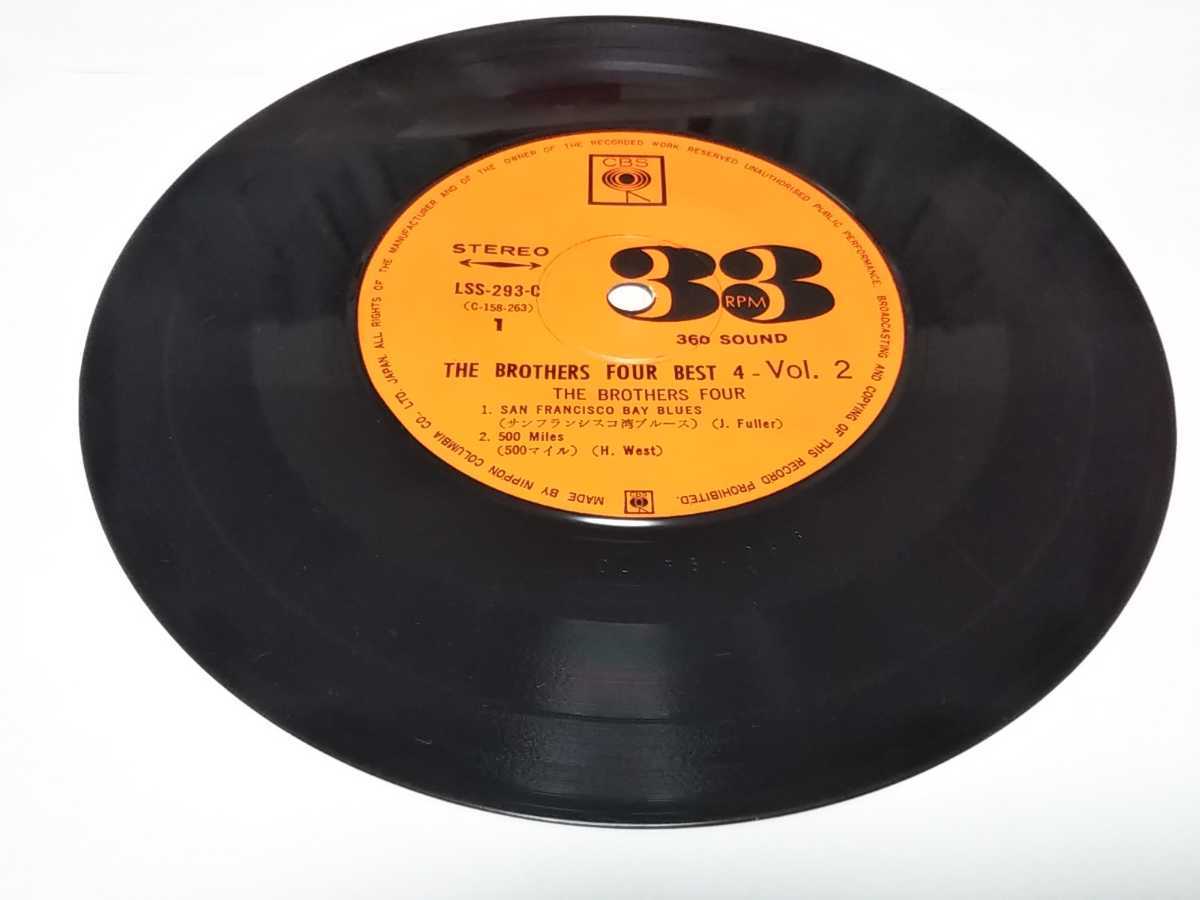 MADE BY NIPPON COLUMBIA CO., LTD. JAPAN, ALL RIGHTS OF THE MANUFACTURER AND OF THE OWNER OF THE RECORDED WORK RESERVED UNAUTHORISED PUBLIC PERFORMANCE, BROADCASTING AND COPYING OF THIS RECORD PROHIBITED.
CBS
STEREO
33 RPM
LSS-293-C
(C-158-263)
1
360 SOUND
THE BROTHERS FOUR BEST 4 - Vol. 2
THE BROTHERS FOUR
1. SAN FRANCISCO BAY BLUES
(サンフランシスコ湾ブルース) (J. Fuller)
2. 500 Miles
(500マイル) (H. West)
CBS